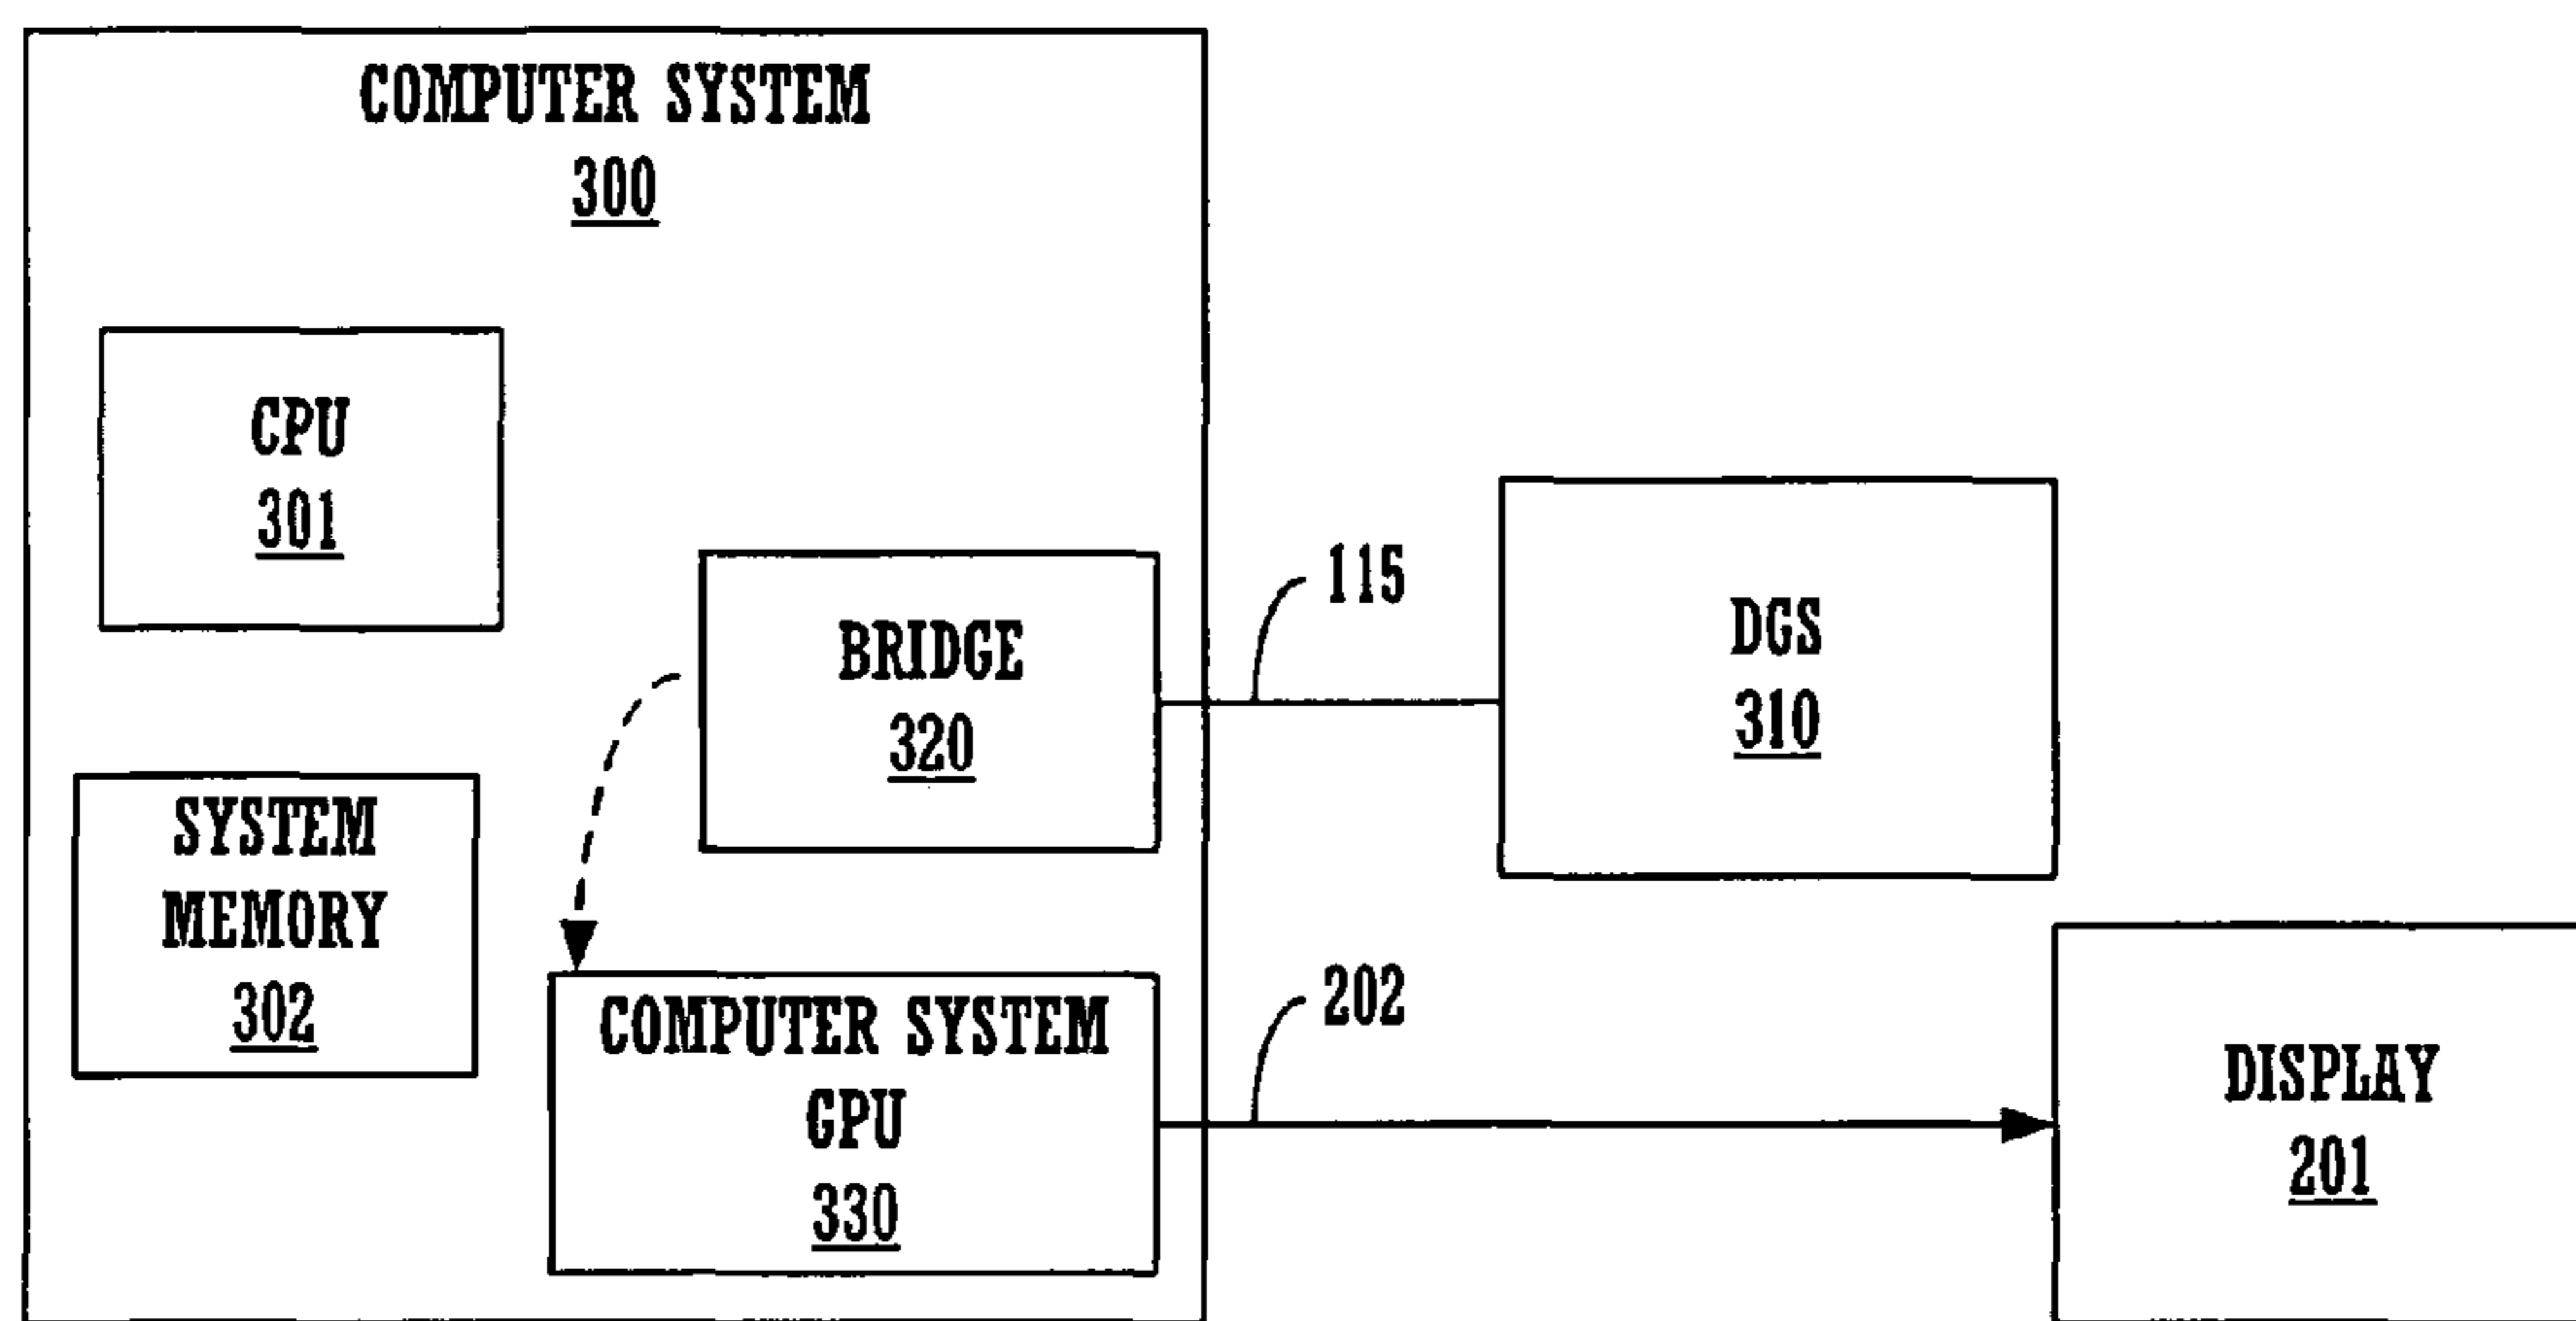 COMPUTER SYSTEM
300
CPU
301
BRIDGE
320
115
DGS
310
SYSTEM
MEMORY
302
COMPUTER SYSTEM
GPU
330
202
DISPLAY
201